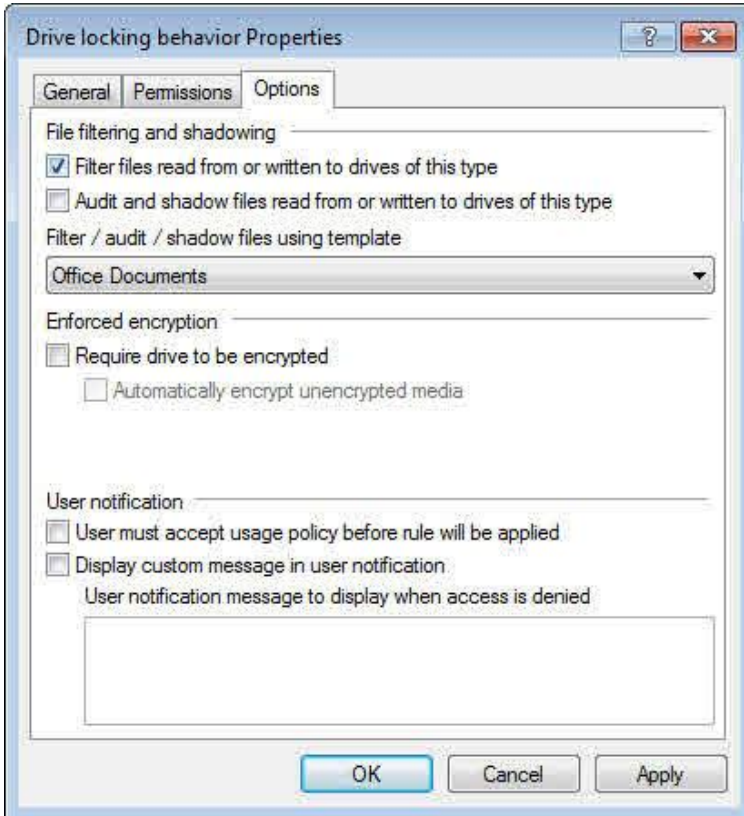 Drive locking behavior Properties
?
General Permissions Options
File filtering and shadowing
Filter files read from or written to drives of this type
Audit and shadow files read from or written to drives of this type
Filter / audit / shadow files using template
Office Documents
Enforced encryption
Require drive to be encrypted
Automatically encrypt unencrypted media
User notification
User must accept usage policy before rule will be applied
Display custom message in user notification
User notification message to display when access is denied
OK Cancel Apply